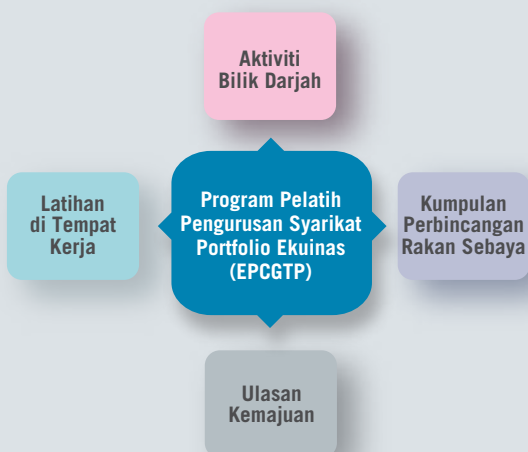 Aktiviti
Bilik Darjah
Latihan
di Tempat
Kerja
Program Pelatih
Pengurusan Syarikat
Portfolio Ekuinas
(EPCGTP)
Kumpulan
Perbincangan
Rakan Sebaya
Ulasan
Kemajuan